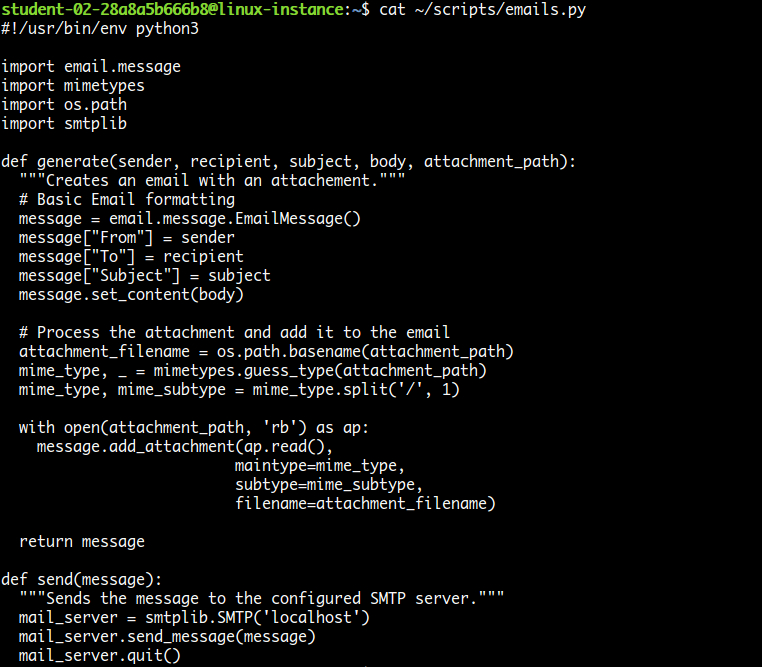 student-02-28a8a5b666b8@linux-instance:~$ cat ~/scripts/emails.py
#!/usr/bin/env python3

import email.message
import mimetypes
import os.path
import smtplib

def generate(sender, recipient, subject, body, attachment_path):
  """Creates an email with an attachement."""
  # Basic Email formatting
  message = email.message.EmailMessage()
  message["From"] = sender
  message["To"] = recipient
  message["Subject"] = subject
  message.set_content(body)

  # Process the attachment and add it to the email
  attachment_filename = os.path.basename(attachment_path)
  mime_type, _ = mimetypes.guess_type(attachment_path)
  mime_type, mime_subtype = mime_type.split('/', 1)

  with open(attachment_path, 'rb') as ap:
    message.add_attachment(ap.read(),
                          maintype=mime_type,
                          subtype=mime_subtype,
                          filename=attachment_filename)

  return message

def send(message):
  """Sends the message to the configured SMTP server."""
  mail_server = smtplib.SMTP('localhost')
  mail_server.send_message(message)
  mail_server.quit()